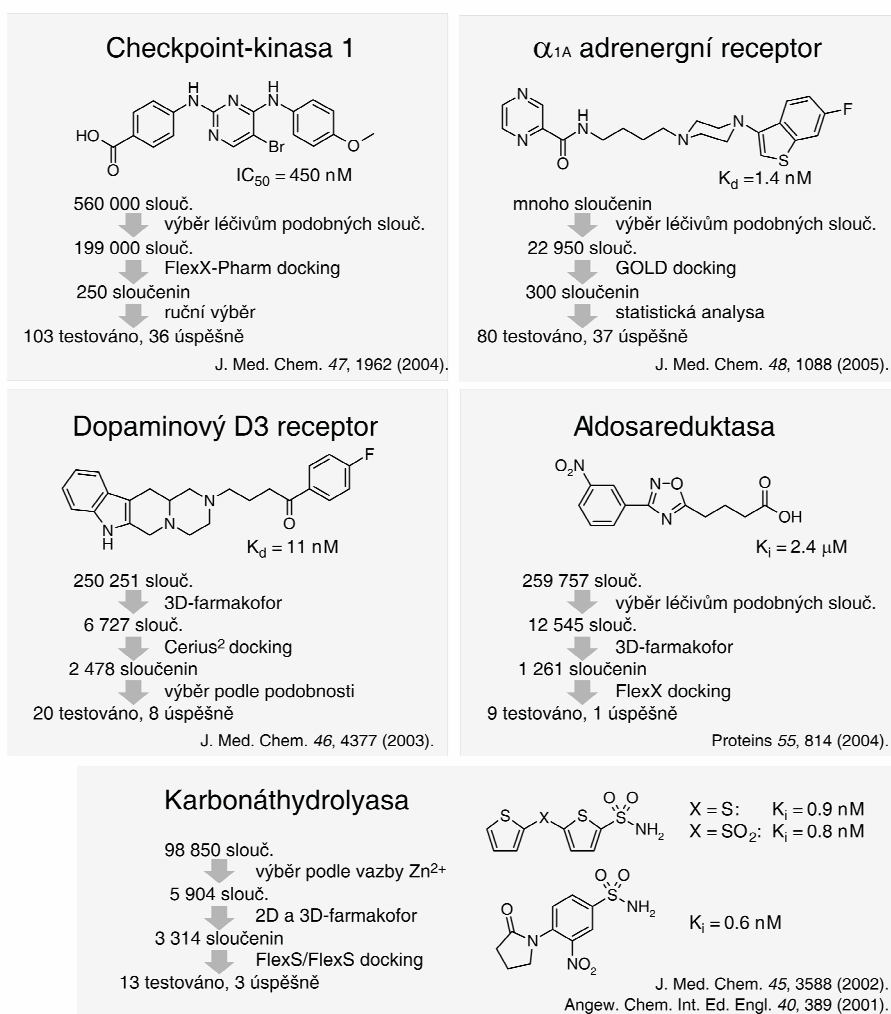 Checkpoint-kinasa 1
H
N
N
H
N
HO
O
N
Br
O
IC50 = 450 nM
560 000 slouč.
výběr léčivům podobných slouč.
199 000 slouč.
FlexX-Pharm docking
250 sloučenin
ruční výběr
103 testováno, 36 úspěšně
J. Med. Chem. 47, 1962 (2004).
α1A adrenergní receptor
N
N
H
N
O
N
N
S
F
Kd =1.4 nM
mnoho sloučenin
výběr léčivům podobných slouč.
22 950 slouč.
GOLD docking
300 sloučenin
statistická analysa
80 testováno, 37 úspěšně
J. Med. Chem. 48, 1088 (2005).
Dopaminový D3 receptor
N
H
N
N
O
F
Kd = 11 nM
250 251 slouč.
3D-farmakofor
6 727 slouč.
Cerius2 docking
2 478 sloučenin
výběr podle podobnosti
20 testováno, 8 úspěšně
J. Med. Chem. 46, 4377 (2003).
Aldosareduktasa
O2N
N
O
N
O
OH
Ki = 2.4 μM
259 757 slouč.
výběr léčivům podobných slouč.
12 545 slouč.
3D-farmakofor
1 261 sloučenin
FlexX docking
9 testováno, 1 úspěšně
Proteins 55, 814 (2004).
Karbonáthydrolyasa
98 850 slouč.
výběr podle vazby Zn2+
5 904 slouč.
2D a 3D-farmakofor
3 314 sloučenin
FlexS/FlexS docking
13 testováno, 3 úspěšně
S
X
S
O
O
S
NH2
X = S: Ki = 0.9 nM
X = SO2: Ki = 0.8 nM
O
O
S
NH2
O
N
NO2
Ki = 0.6 nM
J. Med. Chem. 45, 3588 (2002).
Angew. Chem. Int. Ed. Engl. 40, 389 (2001).